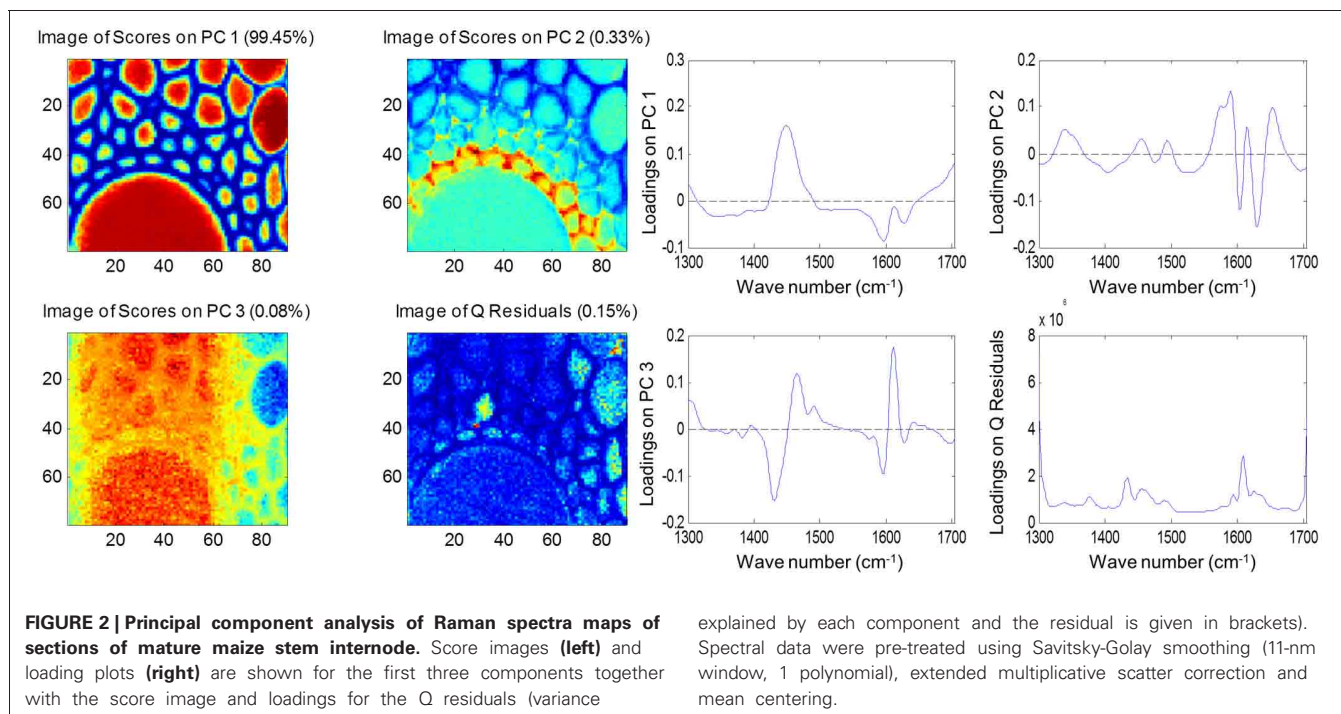 Image of Scores on PC 1 (99.45%)
20
40
60
20 40 60 80
Image of Scores on PC 2 (0.33%)
20
40
60
20 40 60 80
Loadings on PC 1
0.3
0.2
0.1
0
-0.1
1300 1400 1500 1600 1700
Wave number (cm⁻¹)
Loadings on PC 2
0.2
0.1
0
-0.1
0.2
1300 1400 1500 1600 1700
Wave number (cm⁻¹)
Image of Scores on PC 3 (0.08%)
20
40
60
20 40 60 80
Image of Q Residuals (0.15%)
20
40
60
20 40 60 80
Loadings on PC 3
0.2
0.1
0
-0.1
0.2
1300 1400 1500 1600 1700
Wave number (cm⁻¹)
Loadings on Q Residuals
x 10⁶
8
6
4
2
0
1300 1400 1500 1600 1700
Wave number (cm⁻¹)
FIGURE 2 | Principal component analysis of Raman spectra maps of
sections of mature maize stem internode. Score images (left) and
loading plots (right) are shown for the first three components together
with the score image and loadings for the Q residuals (variance
explained by each component and the residual is given in brackets).
Spectral data were pre-treated using Savitsky-Golay smoothing (11-nm
window, 1 polynomial), extended multiplicative scatter correction and
mean centering.